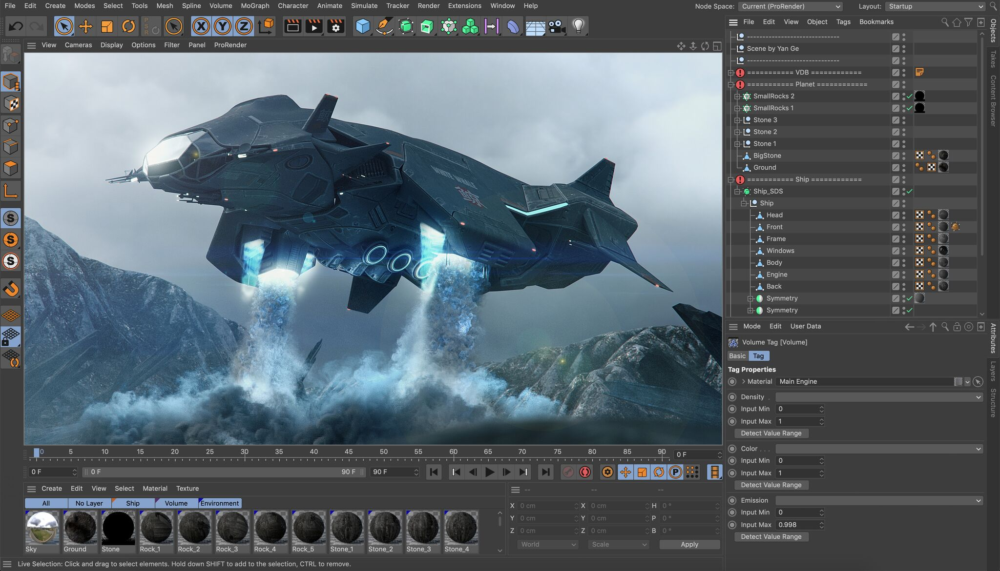 File Edit Create Modes Select Tools Mesh Spline Volume MoGraph Character Animate Simulate Tracker Render Extensions Window Help Node Space: Current (ProRender) Layout: Startup
PSR X Y Z
View Cameras Display Options Filter Panel ProRender
WHITE WHALE
S
S
S
0 5 10 15 20 25 30 35 40 45 50 55 60 65 70 75 80 85 90 0 F
0 F 0 F 90 F 90 F P
Create Edit View Select Material Texture
All No Layer Ship Volume Environment
Sky Ground Stone Rock_1 Rock_2 Rock_3 Rock_4 Rock_5 Stone_1 Stone_2 Stone_3 Stone_4
-- -- --
X 0 cm X 0 cm H 0 °
Y 0 cm Y 0 cm P 0 °
Z 0 cm Z 0 cm B 0 °
World Scale Apply
Live Selection: Click and drag to select elements. Hold down SHIFT to add to the selection, CTRL to remove.
File Edit View Object Tags Bookmarks
------------------------------
Scene by Yan Ge
------------------------------
=========== VDB ============
=========== Planet ============
SmallRocks 2
SmallRocks 1
Stone 3
Stone 2
Stone 1
BigStone
Ground
=========== Ship ============
Ship_SDS
Ship
Head
Front
Frame
Windows
Body
Engine
Back
Symmetry
Symmetry
Objects
Takes
Content Browser
Mode Edit User Data
Volume Tag [Volume]
Basic Tag
Tag Properties
Material Main Engine
Density .
Input Min 0
Input Max 1
Detect Value Range
Color . . .
Input Min 0
Input Max 1
Detect Value Range
Emission
Input Min 0
Input Max 0.998
Detect Value Range
Attributes
Layers
Structure